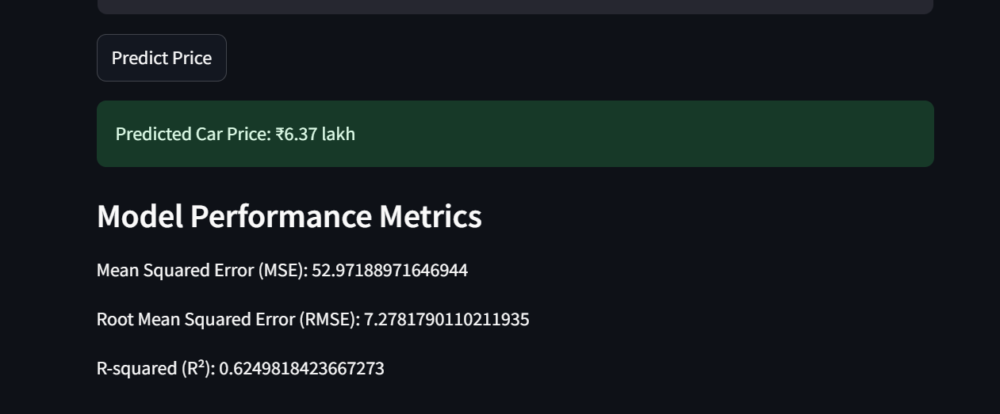 Predict Price
Predicted Car Price: ₹6.37 lakh
Model Performance Metrics
Mean Squared Error (MSE): 52.97188971646944
Root Mean Squared Error (RMSE): 7.2781790110211935
R-squared (R²): 0.6249818423667273